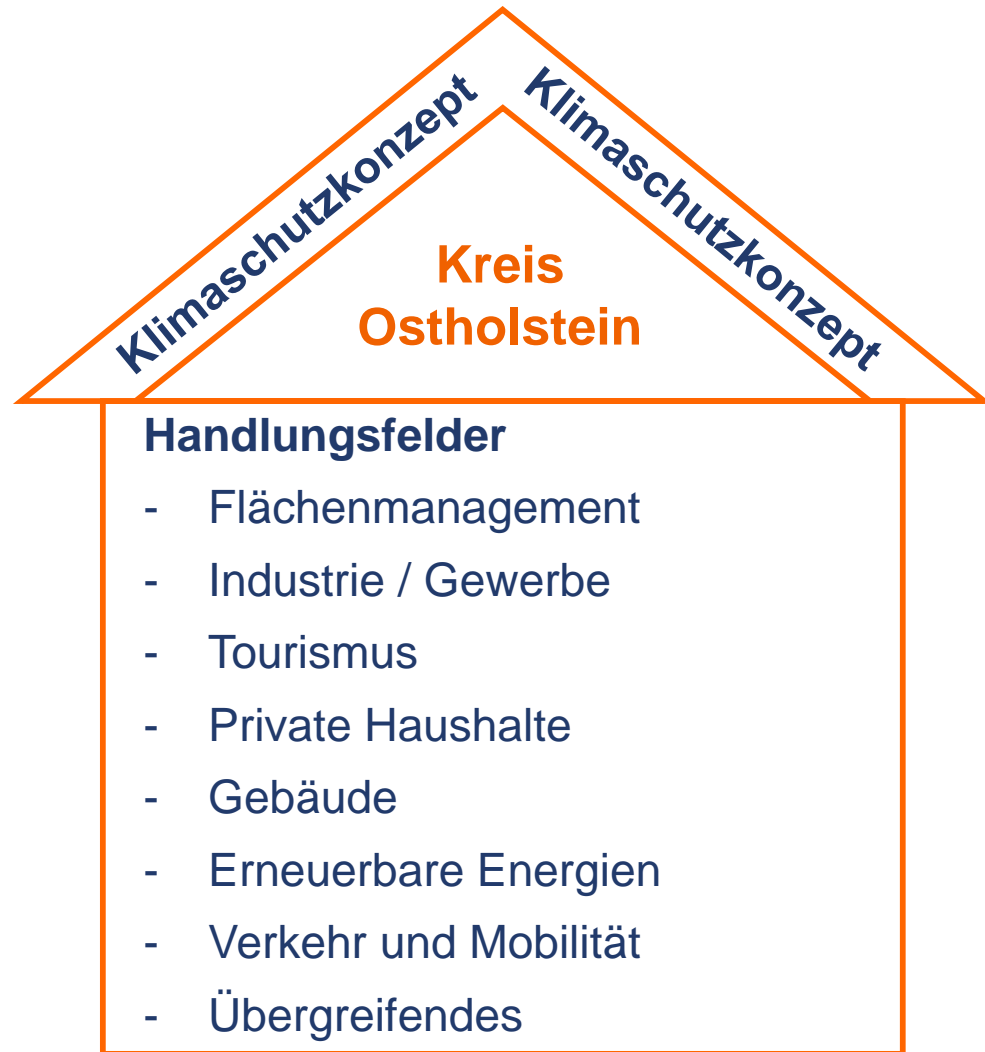 Klimaschutzkonzept
Klimaschutzkonzept
Kreis
Ostholstein
Handlungsfelder
- Flächenmanagement
- Industrie / Gewerbe
- Tourismus
- Private Haushalte
- Gebäude
- Erneuerbare Energien
- Verkehr und Mobilität
- Übergreifendes